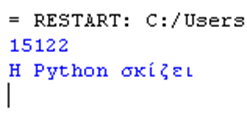 = RESTART: C:/Users
15122
Η Python σκίζει